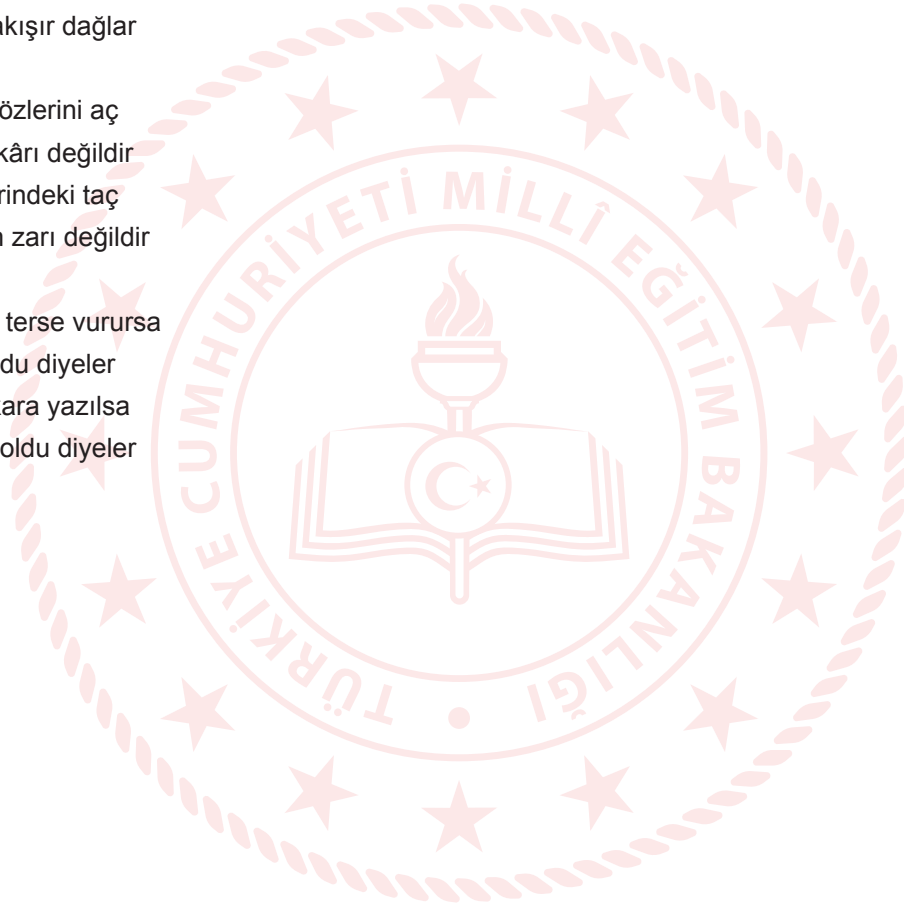 akışır dağlar
özlerini aç
kârı değildir
rindeki taç
zarı değildir
terse vurursa
du diyeler
kara yazılsa
oldu diyeler
TÜRKİYE CUMHURİYETİ MİLLÎ EĞİTİM BAKANLIĞI